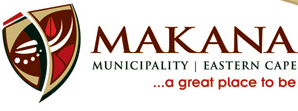 MAKANA
MUNICIPALITY | EASTERN CAPE
...a great place to be